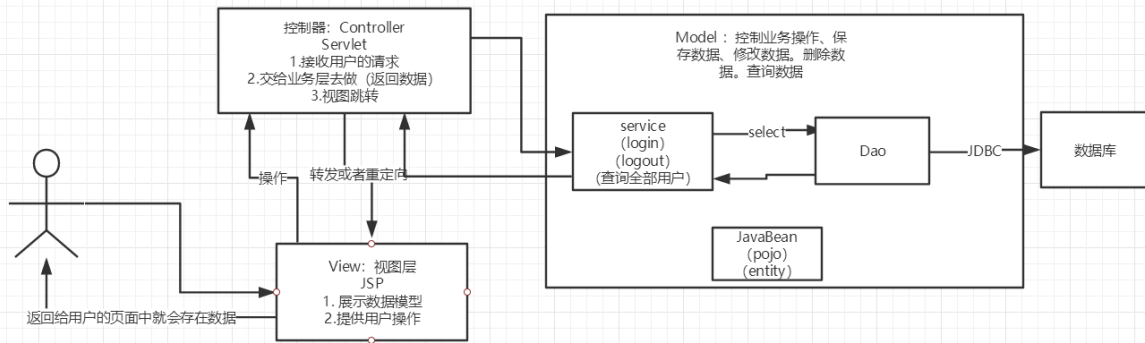 控制器：Controller
Servlet
1.接收用户的请求
2.交给业务层去做（返回数据）
3.视图跳转
Model ： 控制业务操作、保
存数据、修改数据。删除数
据。查询数据
service
（login）
（logout）
（查询全部用户）
select
Dao
JDBC
数据库
操作
转发或者重定向
JavaBean
（pojo）
（entity）
View：视图层
JSP
1. 展示数据模型
2.提供用户操作
返回给用户的页面中就会存在数据